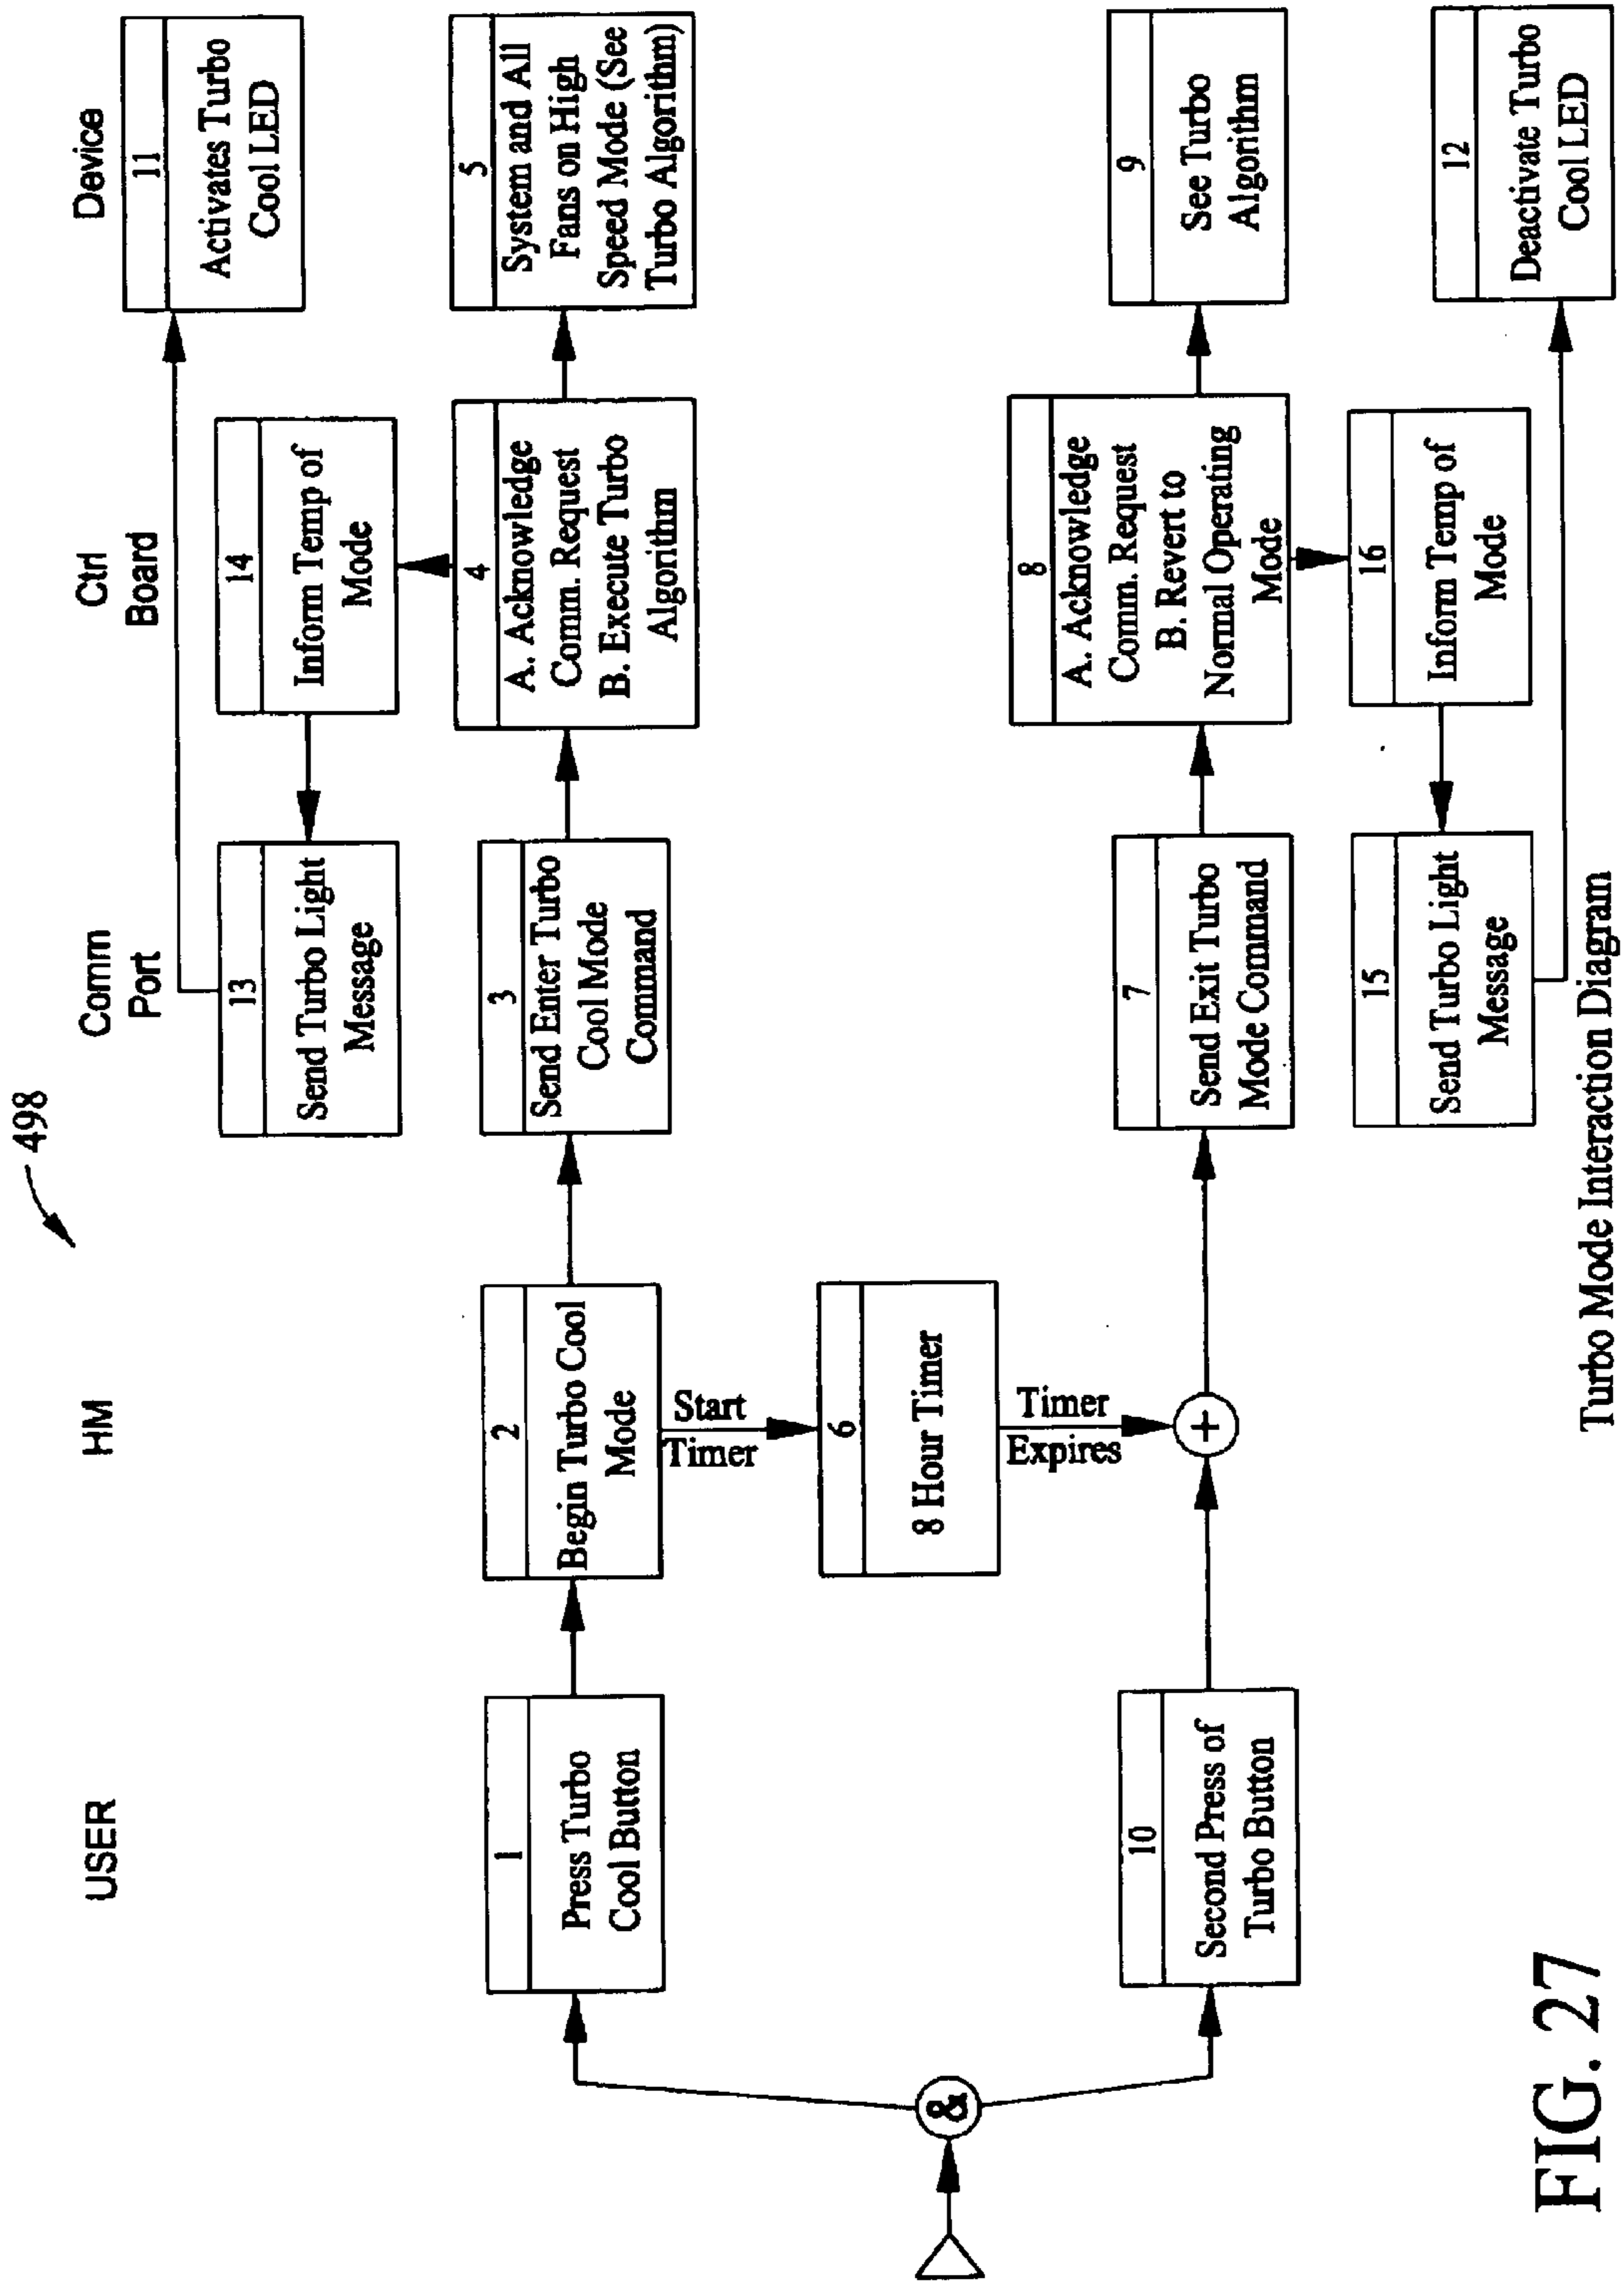 498
USER
HM
Comm
Port
Ctrl
Board
Device
13
Send Turbo Light
Message
14
Inform Temp of
Mode
11
Activates Turbo
Cool LED
1
Press Turbo
Cool Button
2
Begin Turbo Cool
Mode
3
Send Enter Turbo
Cool Mode
Command
4
A. Acknowledge
Comm. Request
B. Execute Turbo
Algorithm
5
System and All
Fans on High
Speed Mode (See
Turbo Algorithm)
Start
Timer
6
8 Hour Timer
&
Timer
Expires
10
Second Press of
Turbo Button
+
7
Send Exit Turbo
Mode Command
8
A. Acknowledge
Comm. Request
B. Revert to
Normal Operating
Mode
9
See Turbo
Algorithm
15
Send Turbo Light
Message
16
Inform Temp of
Mode
12
Deactivate Turbo
Cool LED
Turbo Mode Interaction Diagram
FIG. 27